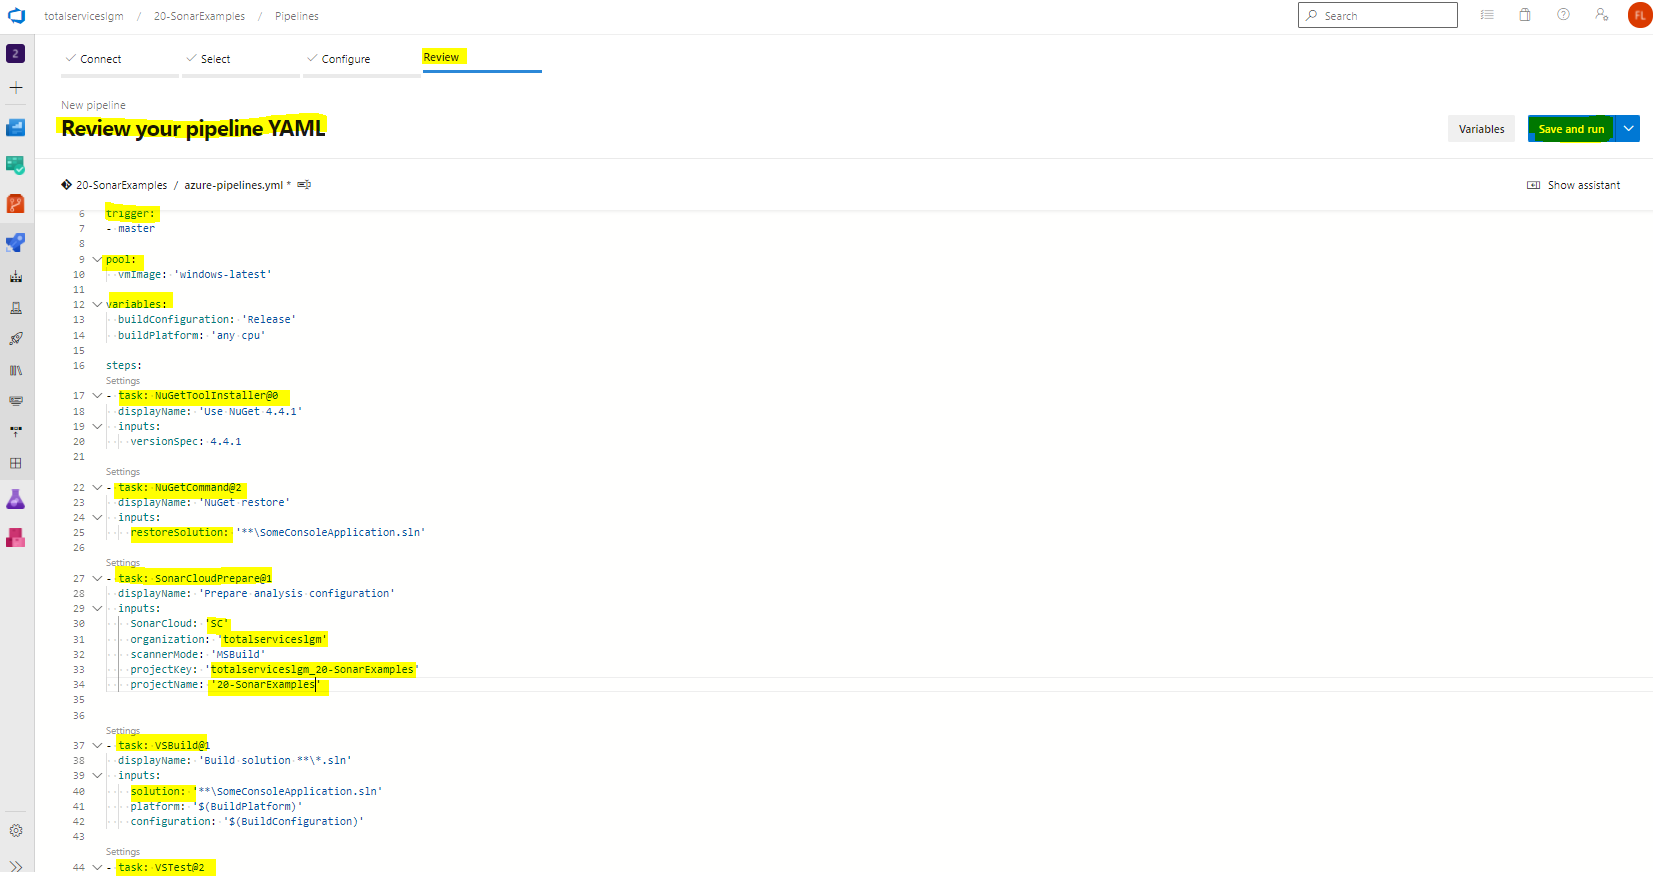 totalserviceslgm / 20-SonarExamples / Pipelines
Search
FL
2
Connect
Select
Configure
Review
New pipeline
Review your pipeline YAML
Variables
Save and run
20-SonarExamples / azure-pipelines.yml *
Show assistant
6 trigger:
7 - master
8
9 pool:
10 vmImage: 'windows-latest'
11
12 variables:
13 buildConfiguration: 'Release'
14 buildPlatform: 'any cpu'
15
16 steps:
Settings
17 - task: NuGetToolInstaller@0
18 displayName: 'Use NuGet 4.4.1'
19 inputs:
20 versionSpec: 4.4.1
21
Settings
22 - task: NuGetCommand@2
23 displayName: 'NuGet restore'
24 inputs:
25 restoreSolution: '**\SomeConsoleApplication.sln'
26
Settings
27 - task: SonarCloudPrepare@1
28 displayName: 'Prepare analysis configuration'
29 inputs:
30 SonarCloud: 'SC'
31 organization: 'totalserviceslgm'
32 scannerMode: 'MSBuild'
33 projectKey: 'totalserviceslgm_20-SonarExamples'
34 projectName: '20-SonarExamples'
35
36
Settings
37 - task: VSBuild@1
38 displayName: 'Build solution **\*.sln'
39 inputs:
40 solution: '**\SomeConsoleApplication.sln'
41 platform: '$(BuildPlatform)'
42 configuration: '$(BuildConfiguration)'
43
Settings
44 - task: VSTest@2